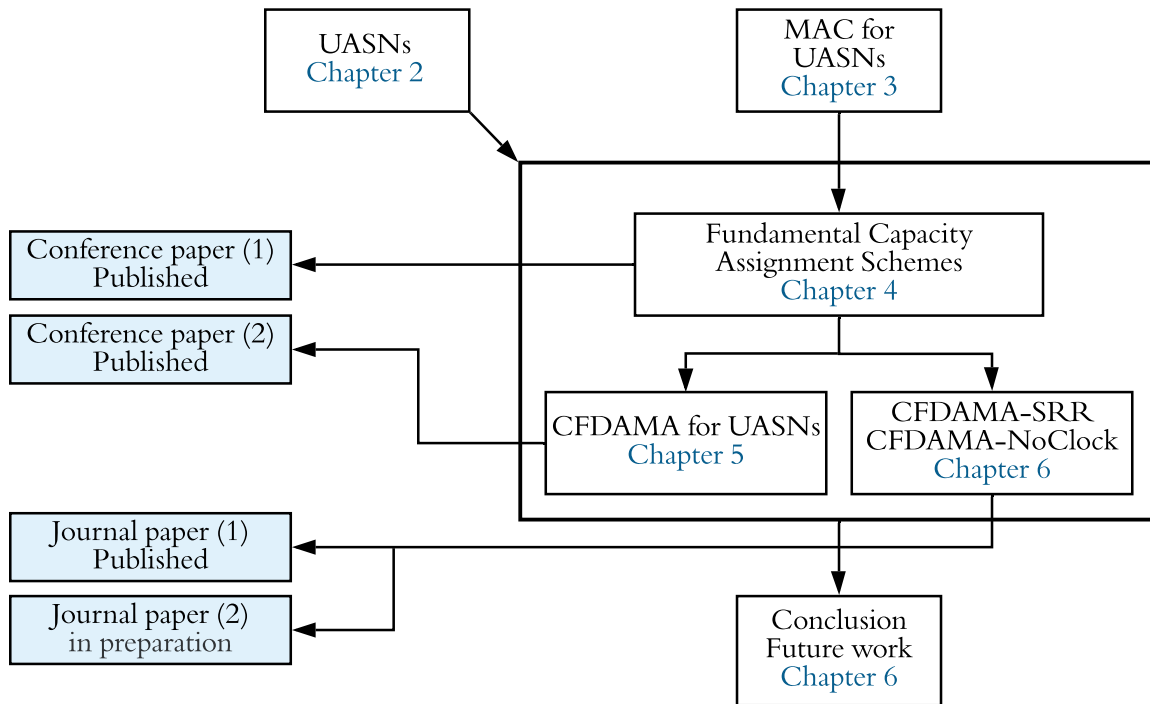 UASNs
Chapter 2
MAC for
UASNs
Chapter 3
Fundamental Capacity
Assignment Schemes
Chapter 4
Conference paper (1)
Published
Conference paper (2)
Published
CFDAMA for UASNs
Chapter 5
CFDAMA-SRR
CFDAMA-NoClock
Chapter 6
Journal paper (1)
Published
Journal paper (2)
in preparation
Conclusion
Future work
Chapter 6